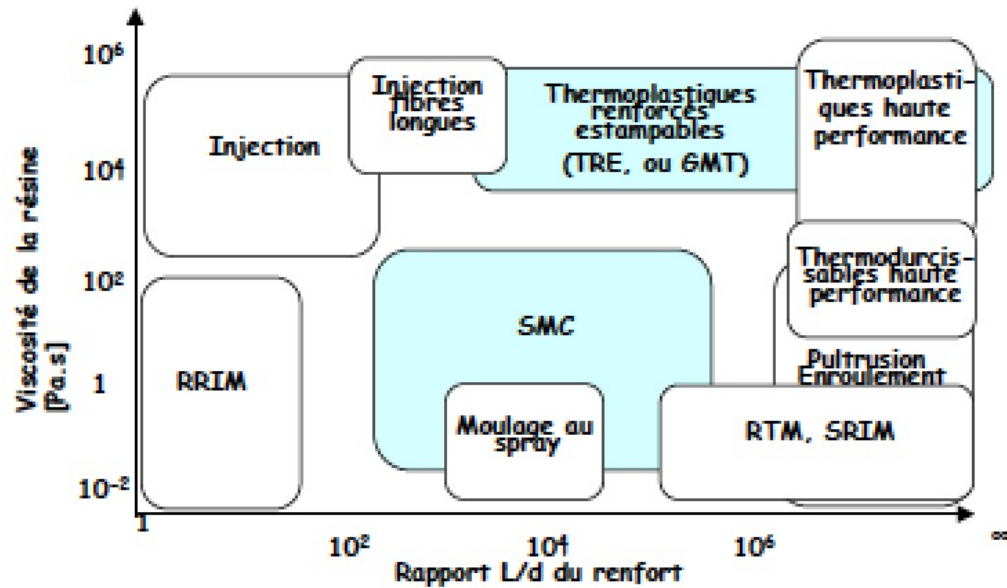 10⁶
10⁴
10²
1
10⁻²
Viscosité de la résine
[Pa.s]
Injection
Injection
fibres
longues
Thermoplastiques
renforcés
estampables
(TRE, ou GMT)
Thermoplasti-
ques haute
performance
Thermodurcis-
sables haute
performance
SMC
RRIM
Pultrusion
Enroulement
Moulage au
spray
RTM, SRIM
1
10²
10⁴
10⁶
∞
Rapport L/d du renfort